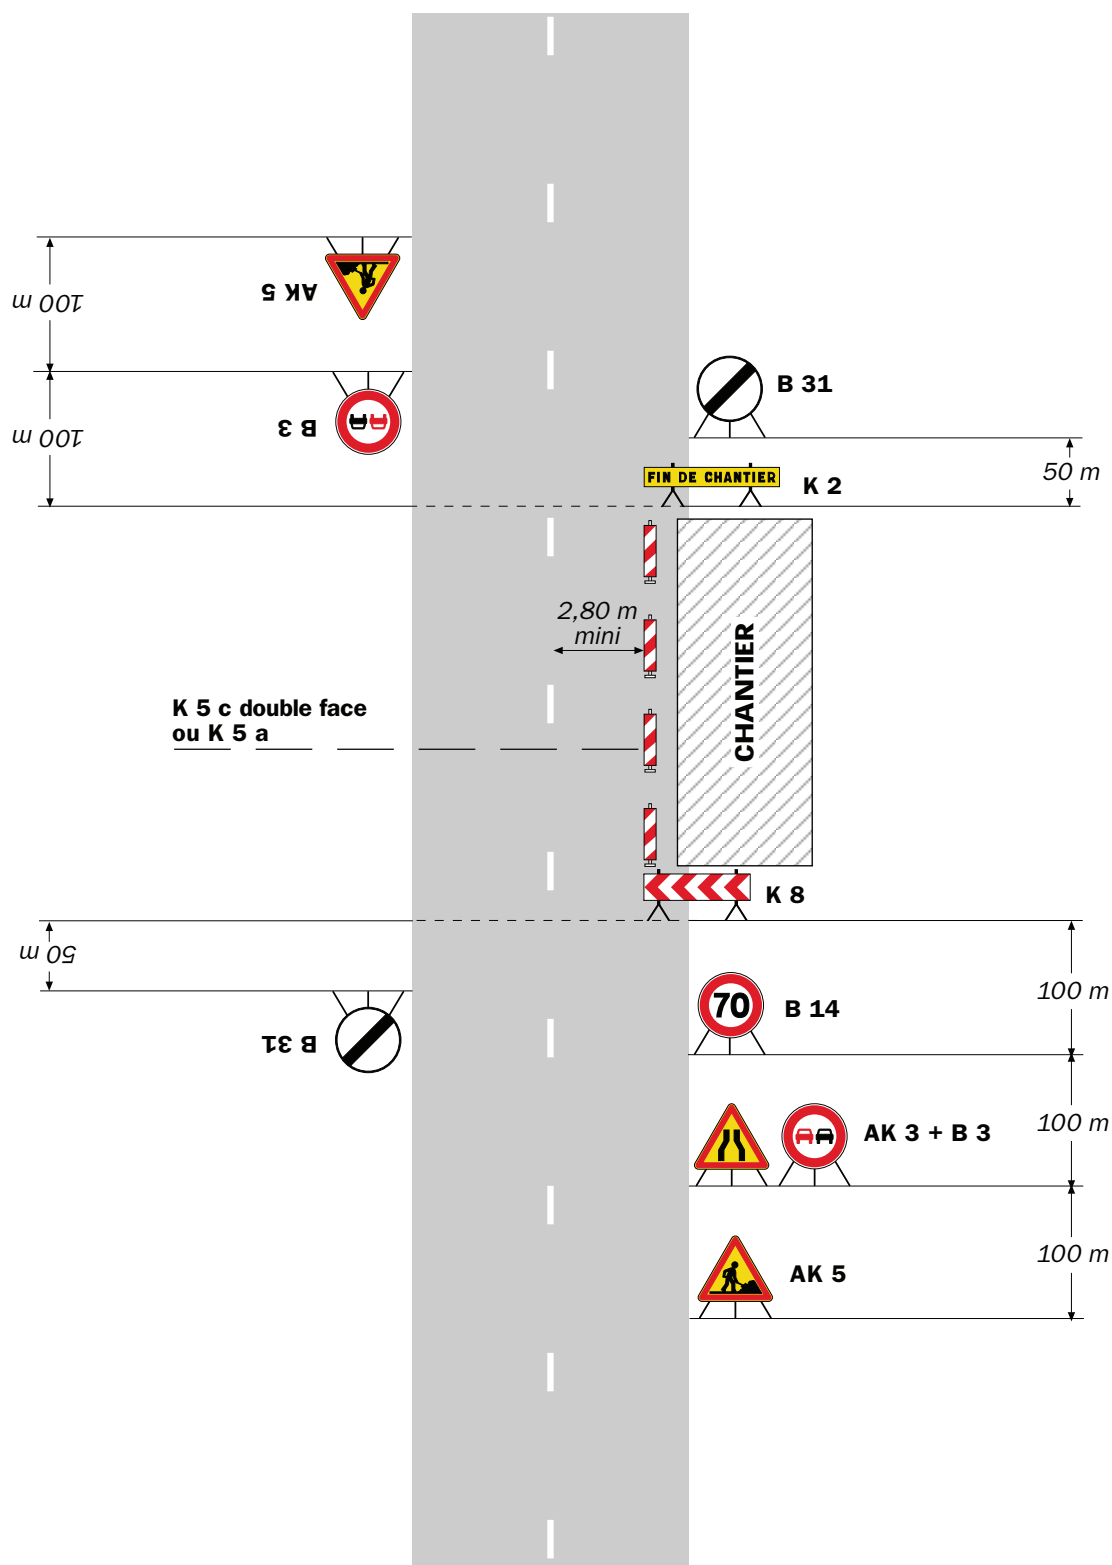 AK 5
100 m
B 3
100 m
B 31
50 m
FIN DE CHANTIER
K 2
2,80 m
mini
CHANTIER
K 5 c double face
ou K 5 a
K 8
50 m
B 31
70
B 14
100 m
AK 3 + B 3
100 m
AK 5
100 m